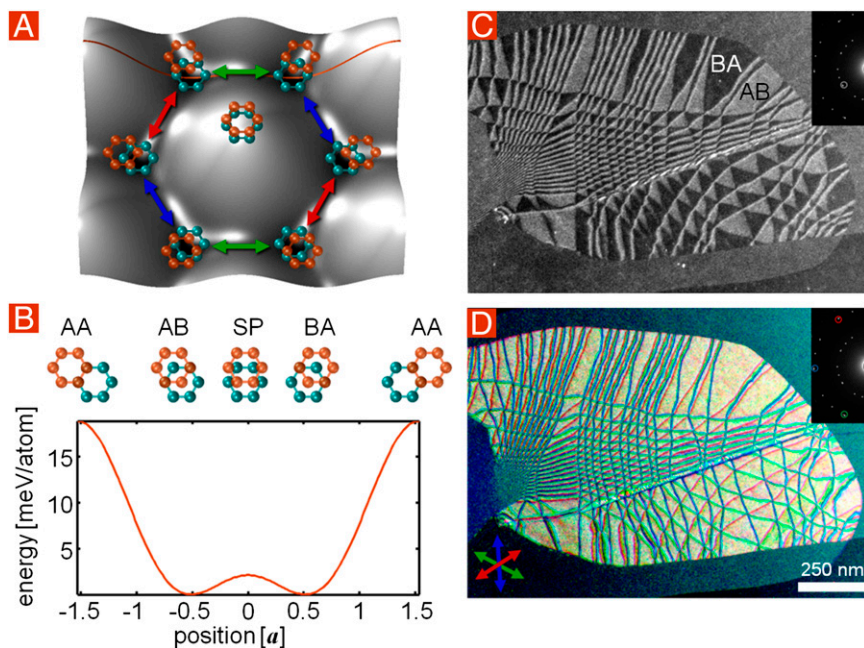 A
B
AA AB SP BA AA
energy [meV/atom]
15
10
5
-1.5 -1 -0.5 0 0.5 1 1.5
position [a]
C
BA
AB
D
250 nm